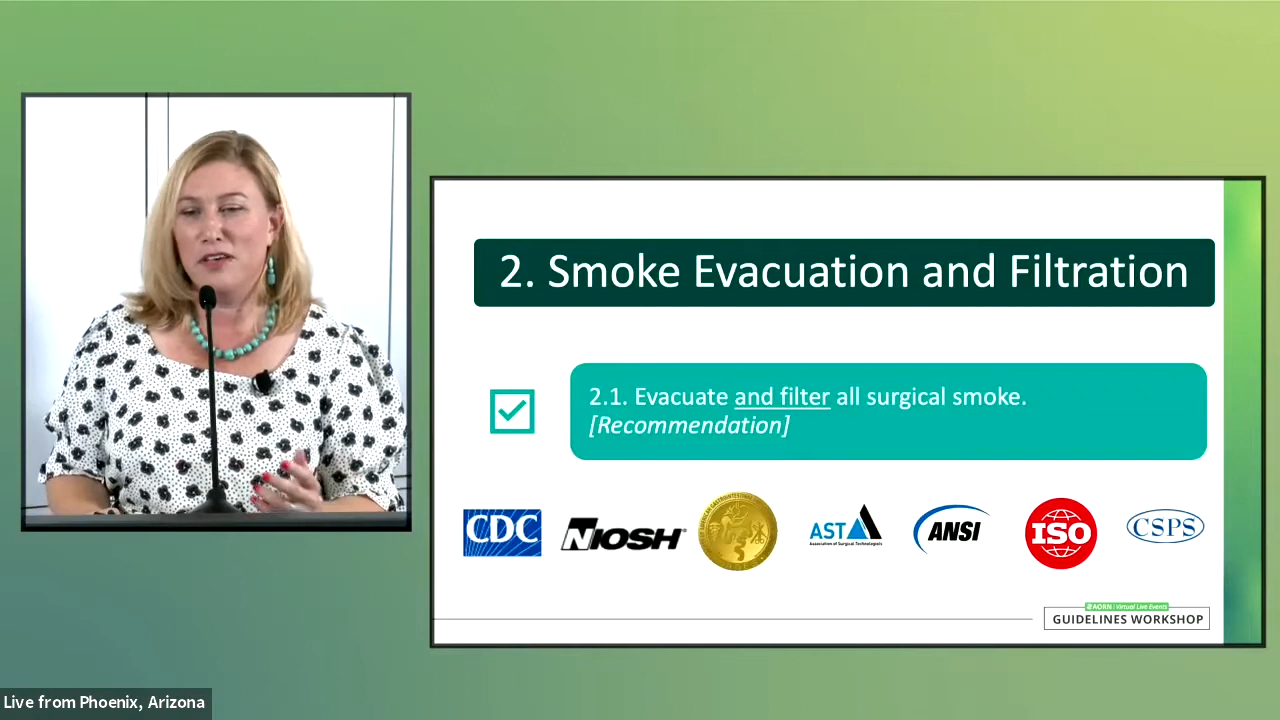 2. Smoke Evacuation and Filtration
2.1. Evacuate and filter all surgical smoke.
[Recommendation]
CDC
NIOSH
AST
Association of Surgical Technologists
ANSI
ISO
CSPS
AORN | Virtual Live Events
GUIDELINES WORKSHOP
Live from Phoenix, Arizona